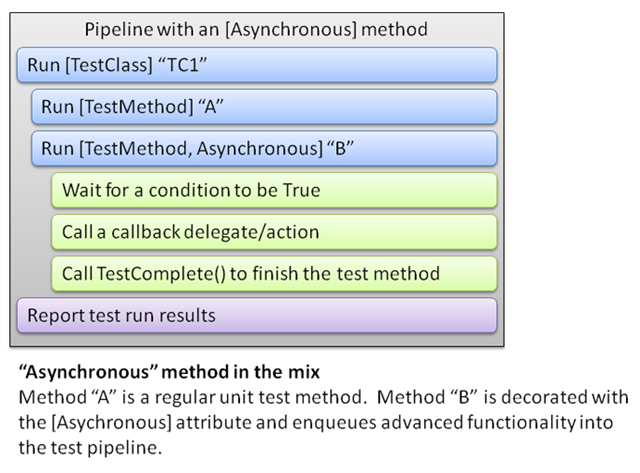 Pipeline with an [Asynchronous] method
Run [TestClass] “TC1”
Run [TestMethod] “A”
Run [TestMethod, Asynchronous] “B”
Wait for a condition to be True
Call a callback delegate/action
Call TestComplete() to finish the test method
Report test run results
“Asynchronous” method in the mix
Method “A” is a regular unit test method.  Method “B” is decorated with
the [Asychronous] attribute and enqueues advanced functionality into
the test pipeline.